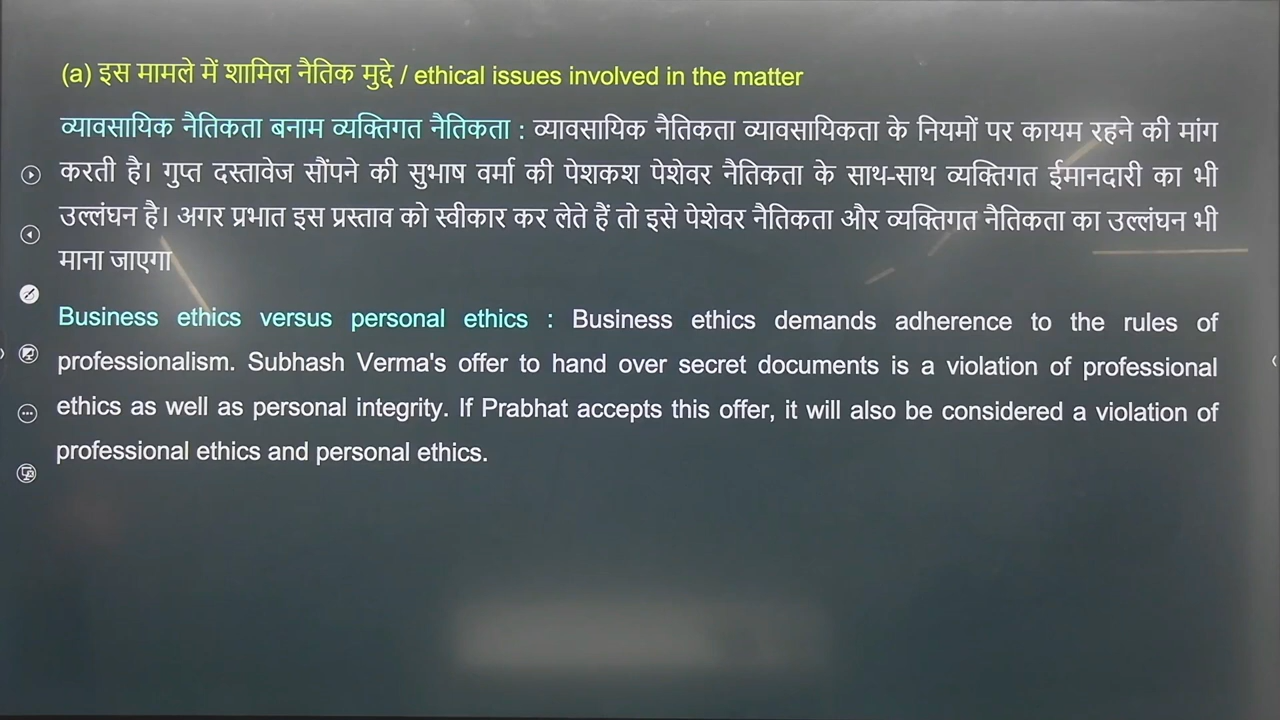 (a) इस मामले में शामिल नैतिक मुद्दे / ethical issues involved in the matter
व्यावसायिक नैतिकता बनाम व्यक्तिगत नैतिकता : व्यावसायिक नैतिकता व्यावसायिकता के नियमों पर कायम रहने की मांग
करती है। गुप्त दस्तावेज सौंपने की सुभाष वर्मा की पेशकश पेशेवर नैतिकता के साथ-साथ व्यक्तिगत ईमानदारी का भी
उल्लंघन है। अगर प्रभात इस प्रस्ताव को स्वीकार कर लेते हैं तो इसे पेशेवर नैतिकता और व्यक्तिगत नैतिकता का उल्लंघन भी
माना जाएगा
Business ethics versus personal ethics : Business ethics demands adherence to the rules of
professionalism. Subhash Verma's offer to hand over secret documents is a violation of professional
ethics as well as personal integrity. If Prabhat accepts this offer, it will also be considered a violation of
professional ethics and personal ethics.